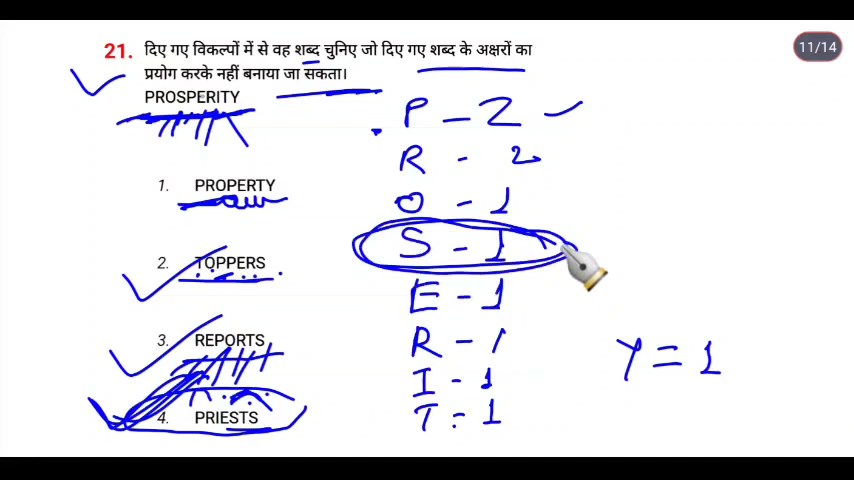 11/14
21. दिए गए विकल्पों में से वह शब्द चुनिए जो दिए गए शब्द के अक्षरों का
प्रयोग करके नहीं बनाया जा सकता।
PROSPERITY
1. PROPERTY
2. TOPPERS
3. REPORTS
4. PRIESTS
P - 2
R - 2
O - 1
S - 1
E - 1
R - 1
I - 1
T = 1
Y = 1